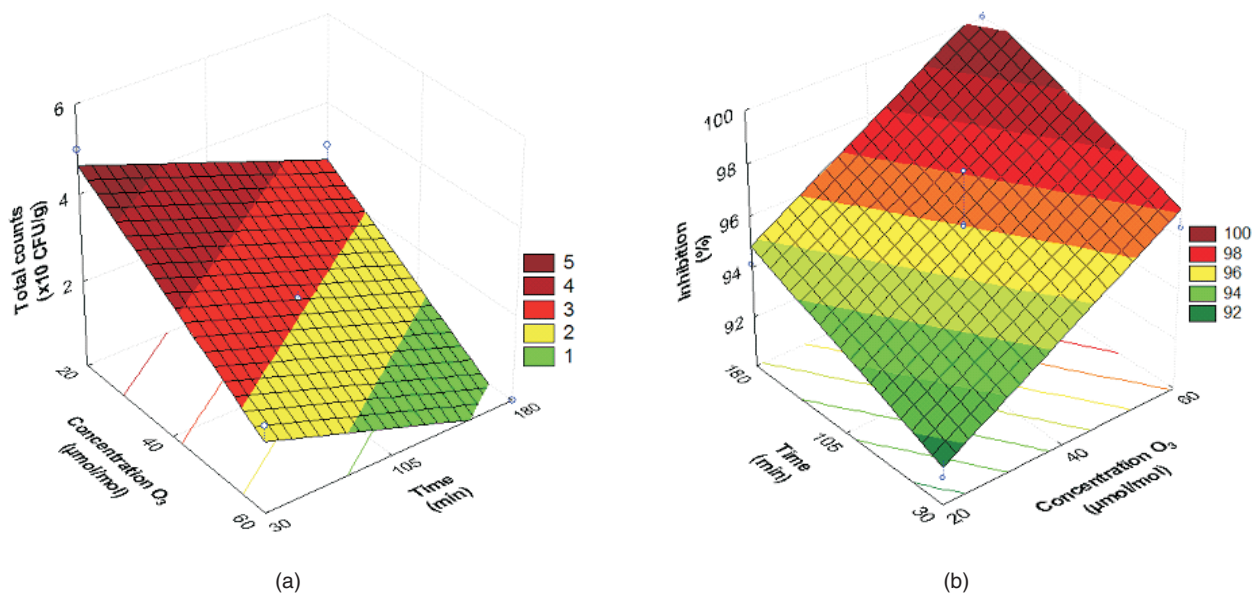 6
4
2
Total counts
(x10 CFU/g)
20
40
60
Concentration O₃
(µmol/mol)
30
105
180
Time
(min)
5
4
3
2
1
(a)
100
98
96
94
92
Inhibition
(%)
180
105
30
Time
(min)
20
40
60
Concentration O₃
(µmol/mol)
100
98
96
94
92
(b)